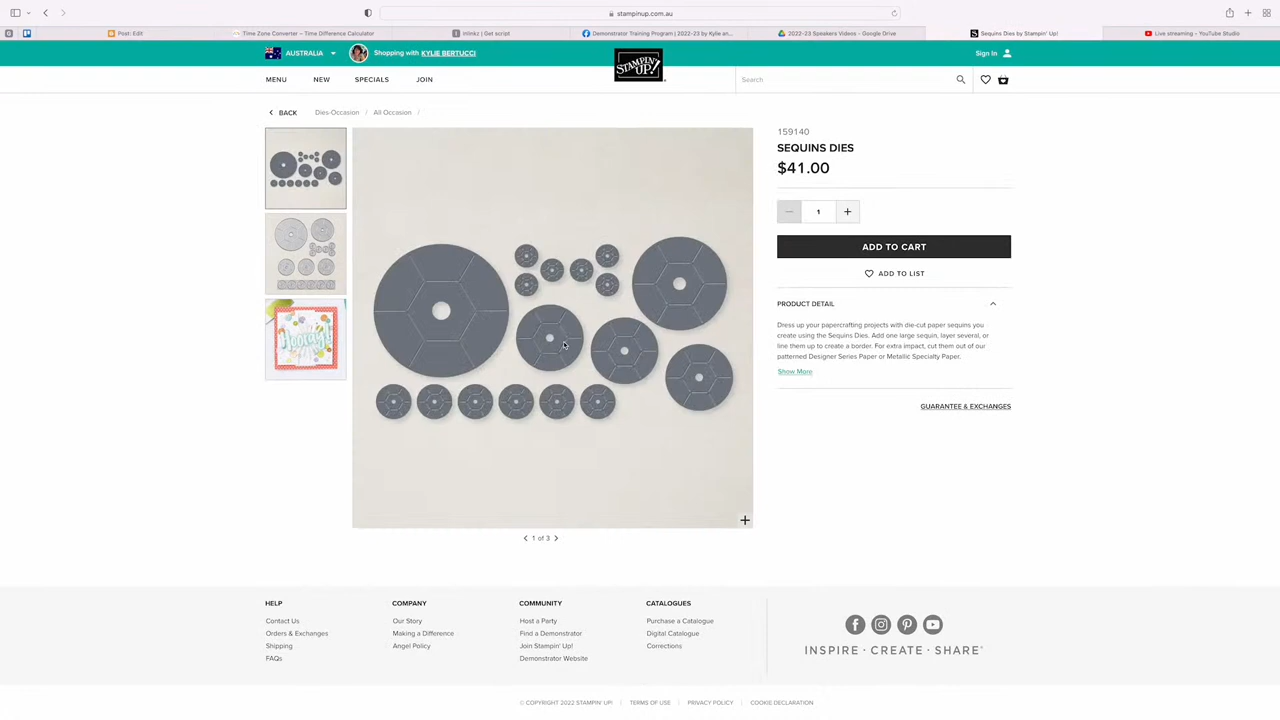 stampinup.com.au
Post: Edit
Time Zone Converter – Time Difference Calculator
Inlinkz | Get script
Demonstrator Training Program | 2022-23 by Kylie an...
2022-23 Speakers Videos – Google Drive
Sequins Dies by Stampin' Up!
Live streaming – YouTube Studio
AUSTRALIA
Shopping with KYLIE BERTUCCI
STAMPIN' UP!
Sign In
MENU NEW SPECIALS JOIN
Search
BACK Dies-Occasion / All Occasion /
159140
SEQUINS DIES
$41.00
1
ADD TO CART
ADD TO LIST
PRODUCT DETAIL
Dress up your papercrafting projects with die-cut paper sequins you
create using the Sequins Dies. Add one large sequin, layer several, or
line them up to create a border. For extra impact, cut them out of our
patterned Designer Series Paper or Metallic Specialty Paper.
Show More
GUARANTEE & EXCHANGES
Hooray!
1 of 3
HELP
Contact Us
Orders & Exchanges
Shipping
FAQs
COMPANY
Our Story
Making a Difference
Angel Policy
COMMUNITY
Host a Party
Find a Demonstrator
Join Stampin' Up!
Demonstrator Website
CATALOGUES
Purchase a Catalogue
Digital Catalogue
Corrections
INSPIRE · CREATE · SHARE®
© COPYRIGHT 2022 STAMPIN' UP! | TERMS OF USE | PRIVACY POLICY | COOKIE DECLARATION